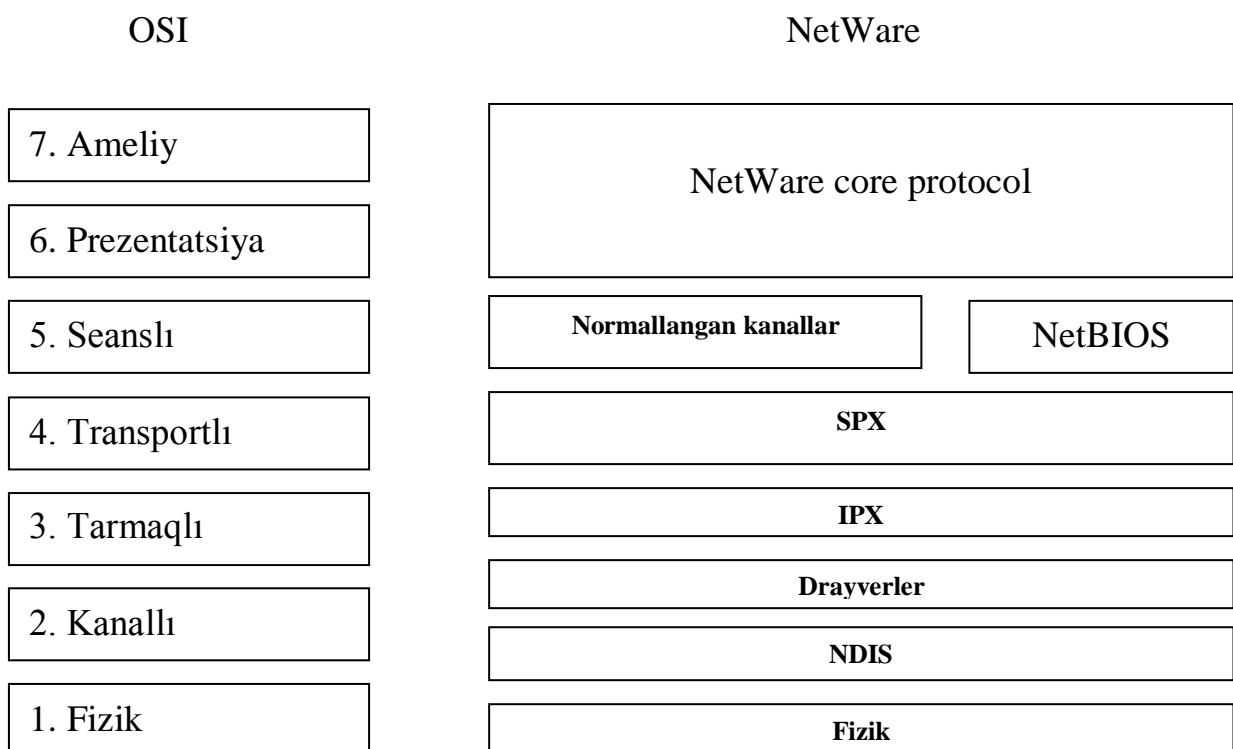 OSI
NetWare
7. Ameliy
6. Prezentatsiya
5. Seanslı
4. Transportlı
3. Tarmaqlı
2. Kanallı
1. Fizik
NetWare core protocol
Normallangan kanallar
NetBIOS
SPX
IPX
Drayverler
NDIS
Fizik